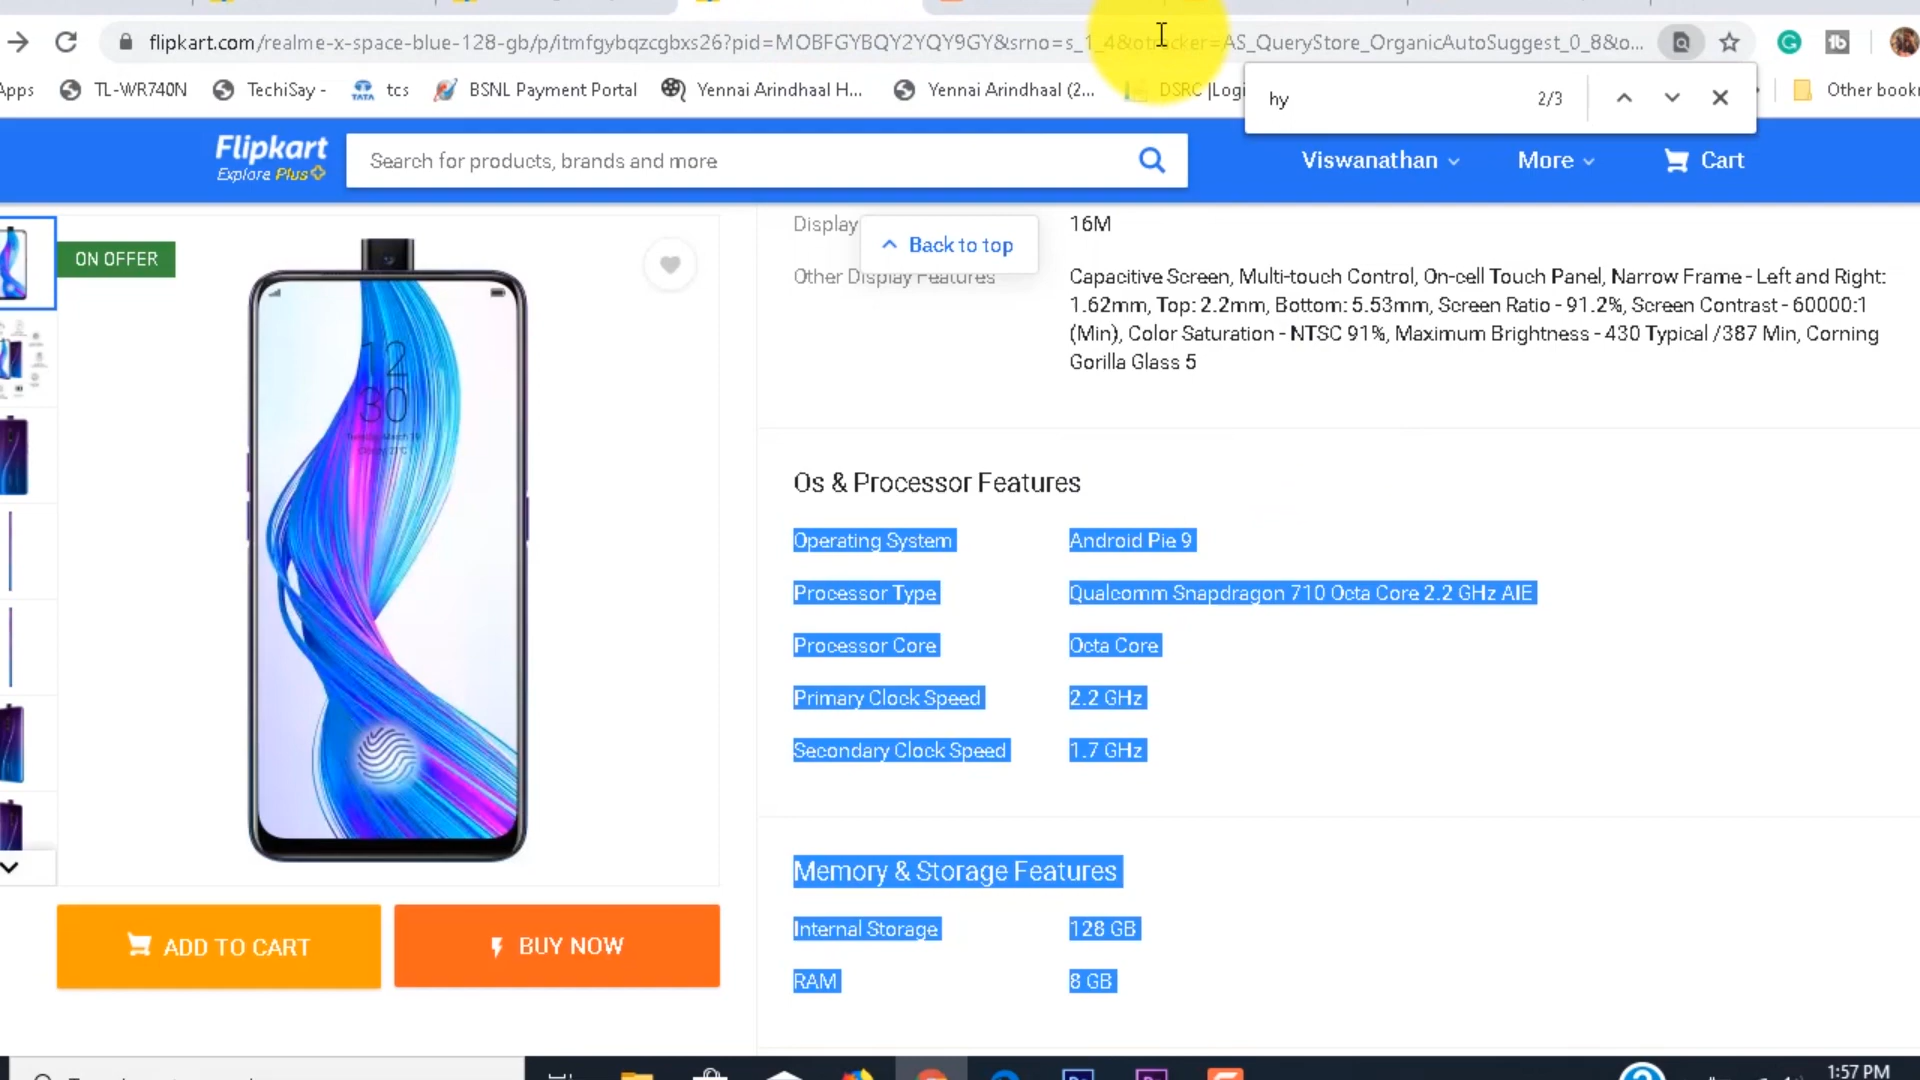 flipkart.com/realme-x-space-blue-128-gb/p/itmfgybqzcgbxs26?pid=MOBFGYBQY2YQY9GY&srno=s_1_4&otracker=AS_QueryStore_OrganicAutoSuggest_0_8&o...
Apps TL-WR740N TechiSay - TATA tcs BSNL Payment Portal Yennai Arindhaal H... Yennai Arindhaal (2... DSRC |Logi Other book
hy 2/3
Flipkart
Explore Plus
Search for products, brands and more
Viswanathan More Cart
ON OFFER
Display 16M
Back to top
Other Display Features Capacitive Screen, Multi-touch Control, On-cell Touch Panel, Narrow Frame - Left and Right:
1.62mm, Top: 2.2mm, Bottom: 5.53mm, Screen Ratio - 91.2%, Screen Contrast - 60000:1
(Min), Color Saturation - NTSC 91%, Maximum Brightness - 430 Typical /387 Min, Corning
Gorilla Glass 5
12
30
Os & Processor Features
Operating System Android Pie 9
Processor Type Qualcomm Snapdragon 710 Octa Core 2.2 GHz AIE
Processor Core Octa Core
Primary Clock Speed 2.2 GHz
Secondary Clock Speed 1.7 GHz
Memory & Storage Features
Internal Storage 128 GB
RAM 8 GB
ADD TO CART
BUY NOW
1:57 PM